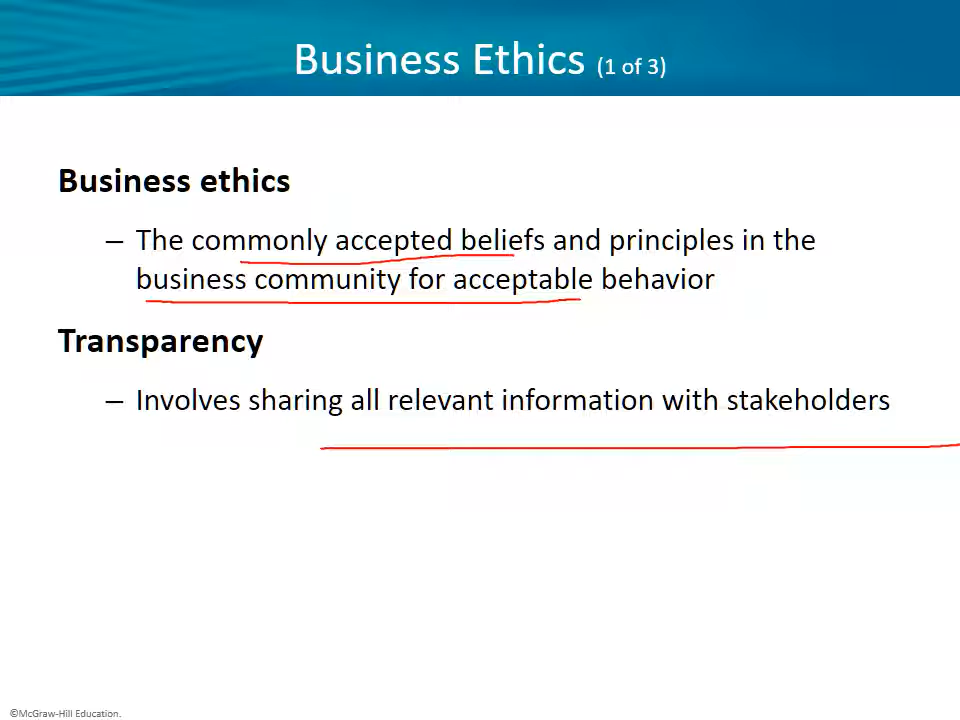 Business Ethics (1 of 3)
Business ethics
– The commonly accepted beliefs and principles in the
business community for acceptable behavior
Transparency
– Involves sharing all relevant information with stakeholders
©McGraw-Hill Education.